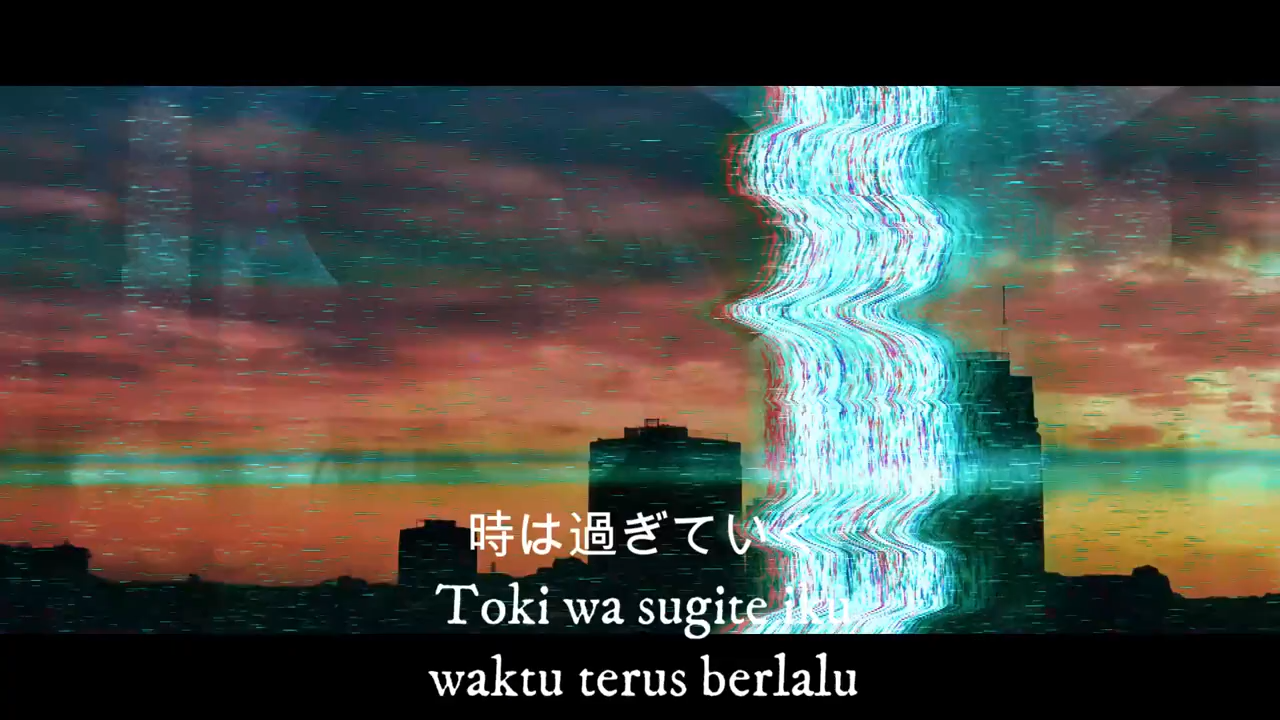 時は過ぎていく
Toki wa sugite iku
waktu terus berlalu